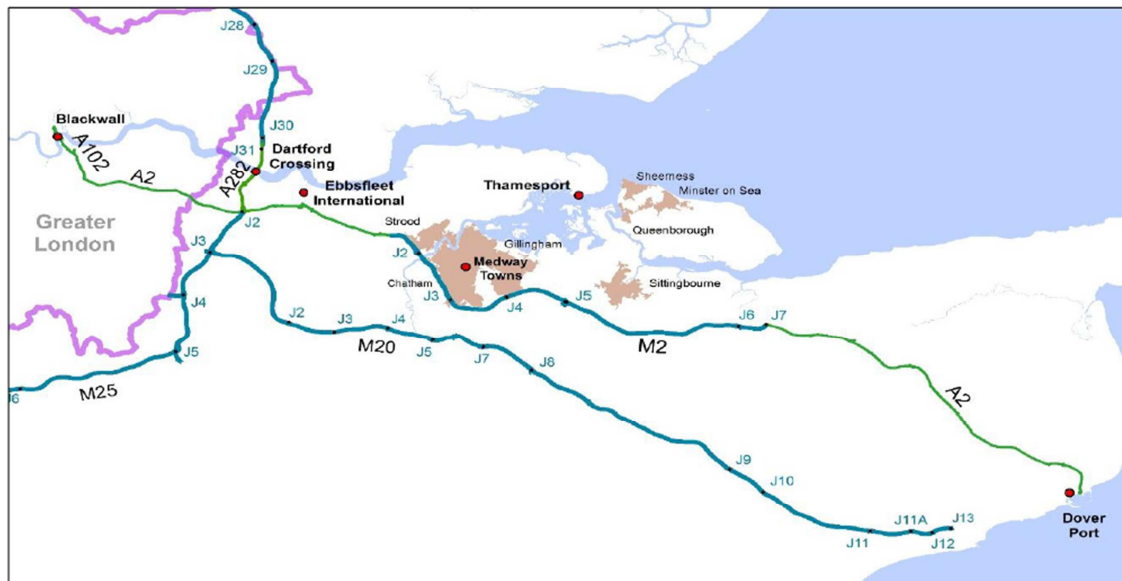 J28
J29
Blackwall
A102
J30
J31
Dartford
Crossing
A2
A282
Ebbsfleet
International
Thamesport
Sheerness
Minster on Sea
Greater
London
J2
Strood
Queenborough
J3
J2
Gillingham
Medway
Towns
Chatham
Sittingbourne
J4
J3
J4
J5
J2
J3
J4
J5
J6
J7
M20
J5
J7
M2
J8
M25
J6
A2
J9
J10
J11
J11A
J12
J13
Dover
Port